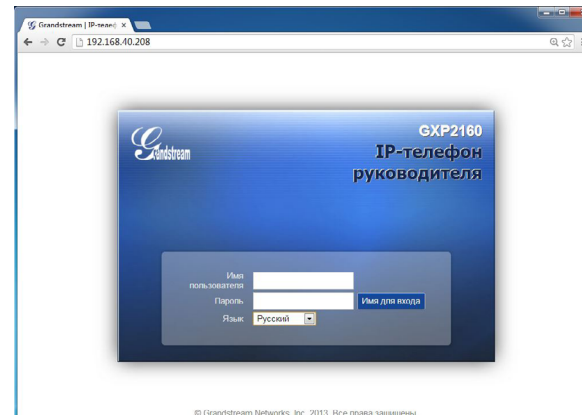 Grandstream | IP-телеф
192.168.40.208
Grandstream
GXP2160
IP-телефон
руководителя
Имя
пользователя
Пароль
Имя для входа
Язык
Русский
© Grandstream Networks, Inc. 2013. Все права защищены